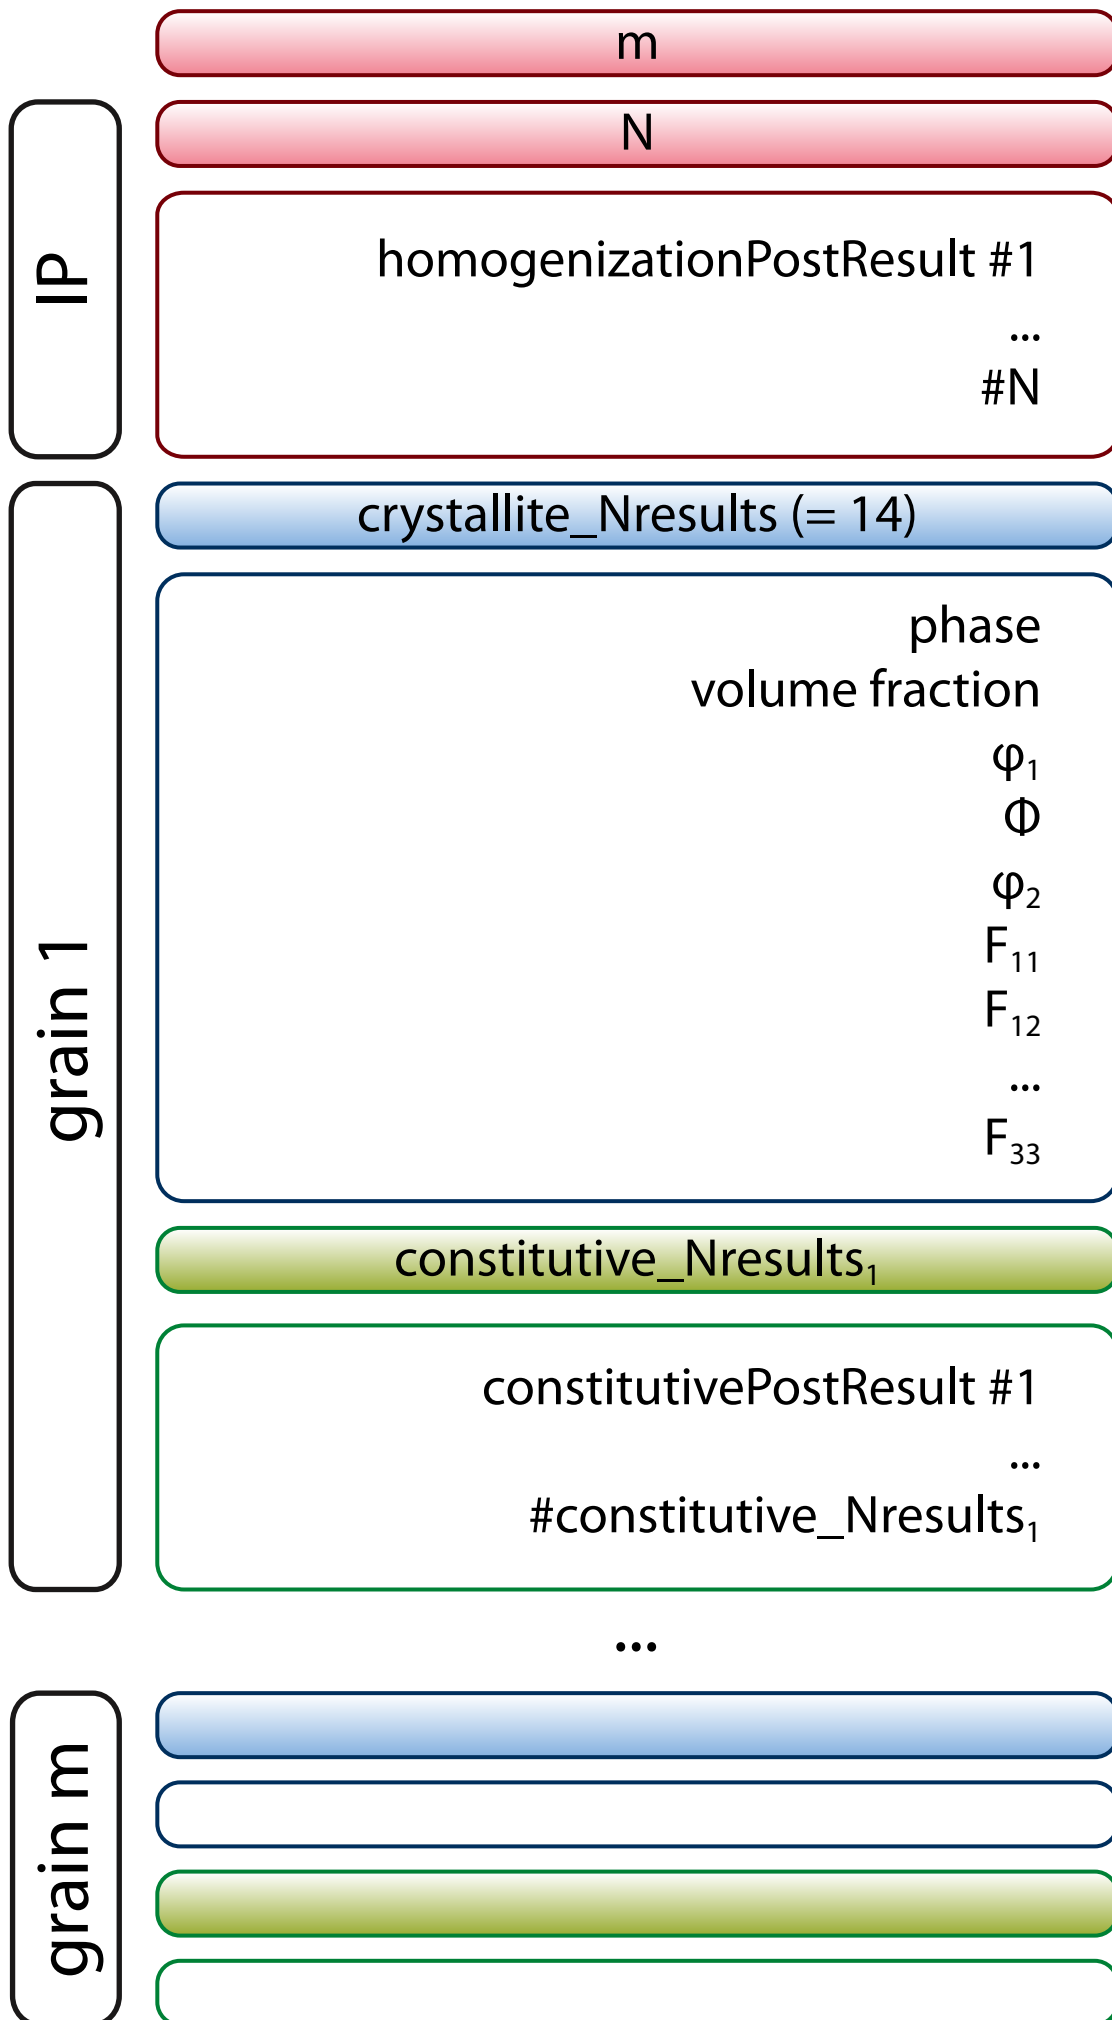 m
IP
N
homogenizationPostResult #1
...
#N
grain 1
crystallite_Nresults (= 14)
phase
volume fraction
φ₁
Φ
φ₂
F₁₁
F₁₂
...
F₃₃
constitutive_Nresults₁
constitutivePostResult #1
...
#constitutive_Nresults₁
...
grain m